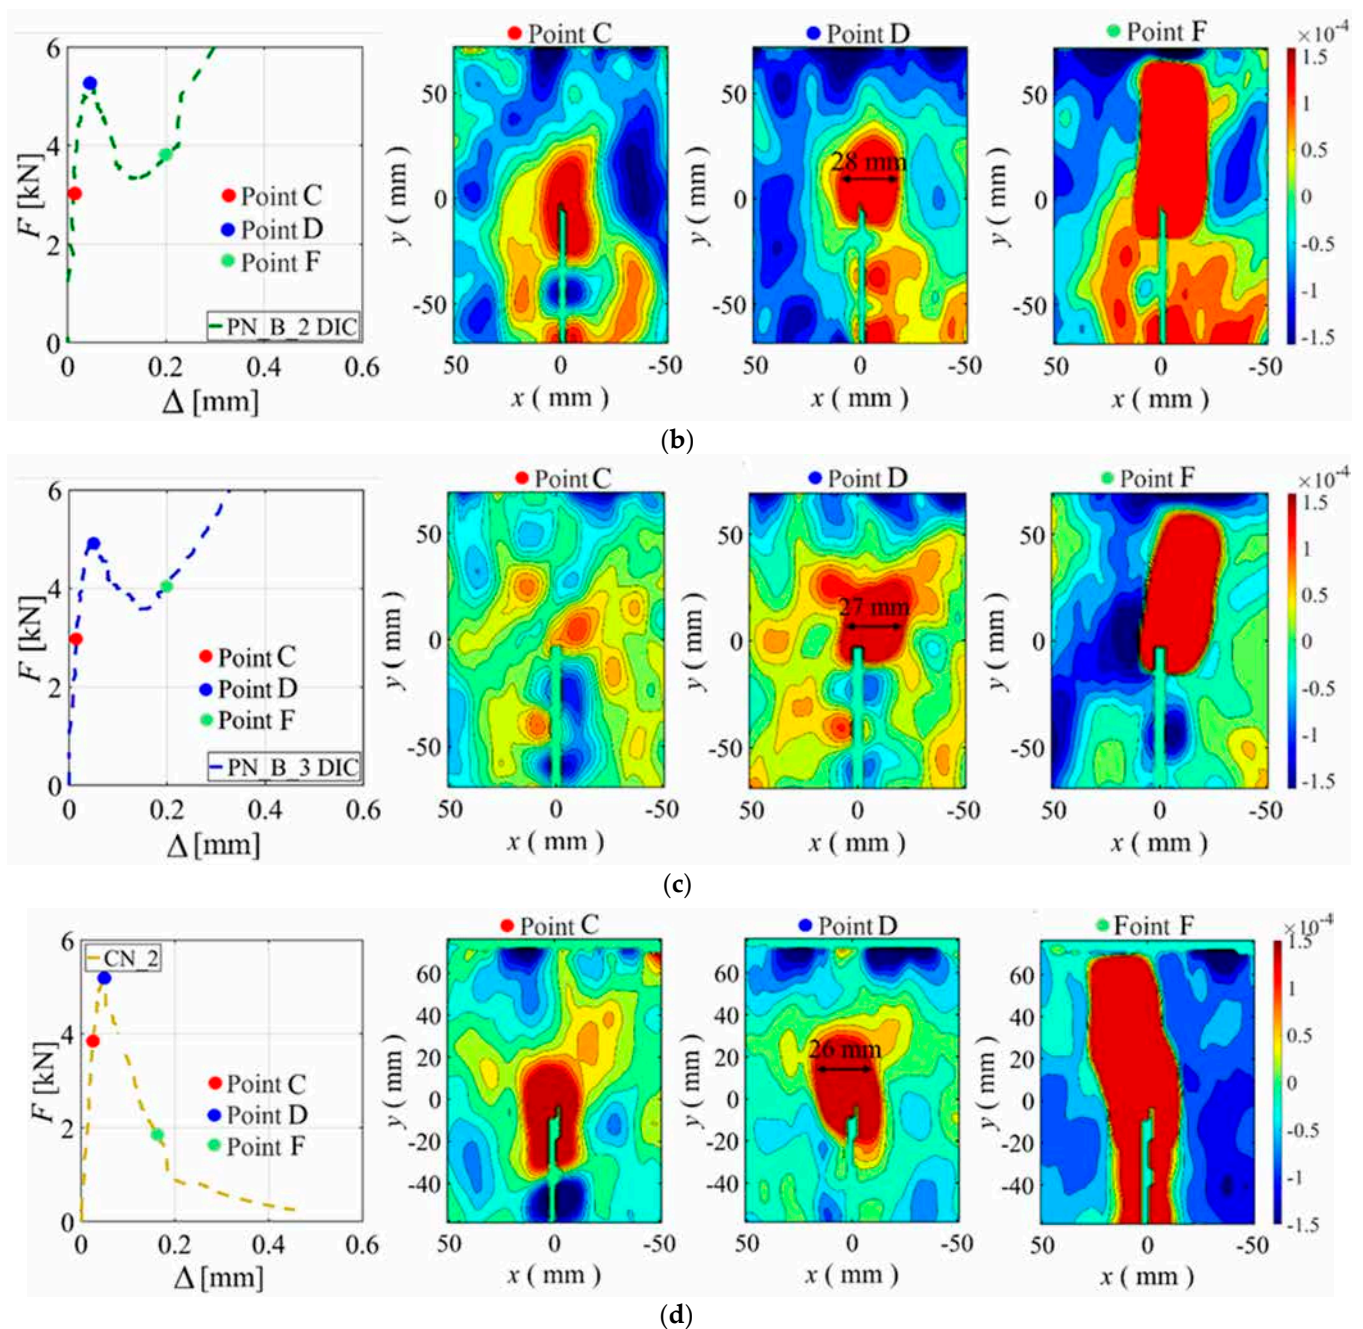 Point C
Point D
Point F
×10⁻⁴
6
4
2
0
F [kN]
Point C
Point D
Point F
PN_B_2 DIC
0
0.2
0.4
0.6
Δ [mm]
50
0
-50
y ( mm )
50
0
-50
x ( mm )
28 mm
50
0
-50
y ( mm )
50
0
-50
x ( mm )
50
0
-50
y ( mm )
50
0
-50
x ( mm )
1.5
1
0.5
0
-0.5
-1
-1.5
(b)
Point C
Point D
Point F
×10⁻⁴
6
4
2
0
F [kN]
Point C
Point D
Point F
PN_B_3 DIC
0
0.2
0.4
0.6
Δ [mm]
50
0
-50
y ( mm )
50
0
-50
x ( mm )
27 mm
50
0
-50
y ( mm )
50
0
-50
x ( mm )
50
0
-50
y ( mm )
50
0
-50
x ( mm )
1.5
1
0.5
0
-0.5
-1
-1.5
(c)
Point C
Point D
Foint F
×10⁻⁴
6
4
2
0
F [kN]
CN_2
Point C
Point D
Point F
0
0.2
0.4
0.6
Δ [mm]
60
40
20
0
-20
-40
y ( mm )
50
0
-50
x ( mm )
26 mm
60
40
20
0
-20
-40
y ( mm )
50
0
-50
x ( mm )
60
40
20
0
-20
-40
y ( mm )
50
0
-50
x ( mm )
1.5
1
0.5
0
-0.5
-1
-1.5
(d)